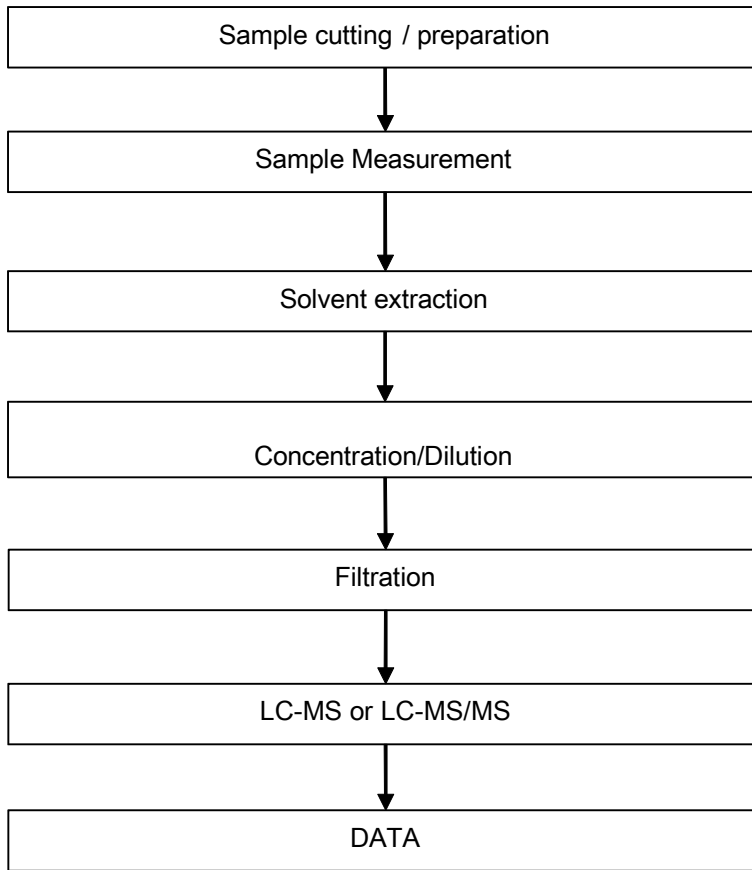 Sample cutting / preparation
Sample Measurement
Solvent extraction
Concentration/Dilution
Filtration
LC-MS or LC-MS/MS
DATA